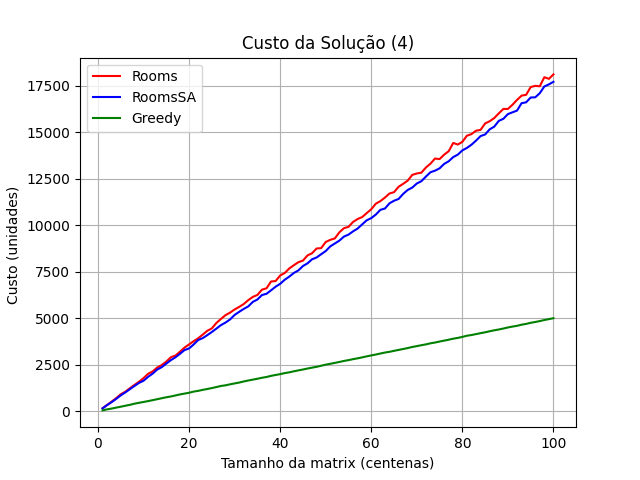 Custo da Solução (4)
Rooms
RoomsSA
Greedy
Custo (unidades)
17500
15000
12500
10000
7500
5000
2500
0
0 20 40 60 80 100
Tamanho da matrix (centenas)